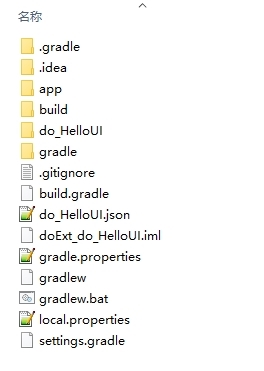 名称
.gradle
.idea
app
build
do_HelloUI
gradle
.gitignore
build.gradle
do_HelloUI.json
doExt_do_HelloUI.iml
gradle.properties
gradlew
gradlew.bat
local.properties
settings.gradle